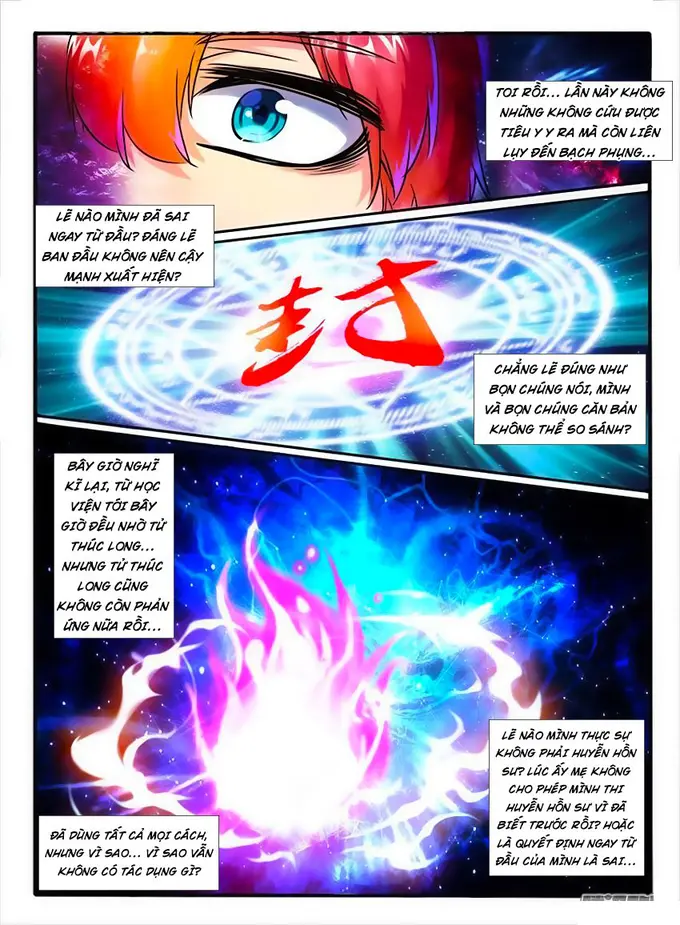 TOI RỒI... LẦN NÀY KHÔNG
NHỮNG KHÔNG CỨU ĐƯỢC
TIÊU Y Y RA MÀ CÒN LIÊN
LỤY ĐẾN BẠCH PHỤNG...
LẼ NÀO MÌNH ĐÃ SAI
NGAY TỪ ĐẦU? ĐÁNG LẼ
BAN ĐẦU KHÔNG NÊN CẬY
MẠNH XUẤT HIỆN?
封
CHẲNG LẼ ĐÚNG NHƯ
BỌN CHÚNG NÓI, MÌNH
VÀ BỌN CHÚNG CĂN BẢN
KHÔNG THỂ SO SÁNH?
BÂY GIỜ NGHĨ
KĨ LẠI, TỪ HỌC
VIỆN TỚI BÂY
GIỜ ĐỀU NHỜ TỬ
THÚC LONG...
NHƯNG TỬ THÚC
LONG CŨNG
KHÔNG CÒN PHẢN
ỨNG NỮA RỒI...
LẼ NÀO MÌNH THỰC SỰ
KHÔNG PHẢI HUYỄN HỒN
SƯ? LÚC ẤY MẸ KHÔNG
CHO PHÉP MÌNH THI
HUYỄN HỒN SƯ VÌ ĐÃ
BIẾT TRƯỚC RỒI? HOẶC
LÀ QUYẾT ĐỊNH NGAY TỪ
ĐẦU CỦA MÌNH LÀ SAI...
ĐÃ DÙNG TẤT CẢ MỌI CÁCH,
NHƯNG VÌ SAO... VÌ SAO VẪN
KHÔNG CÓ TÁC DỤNG GÌ?